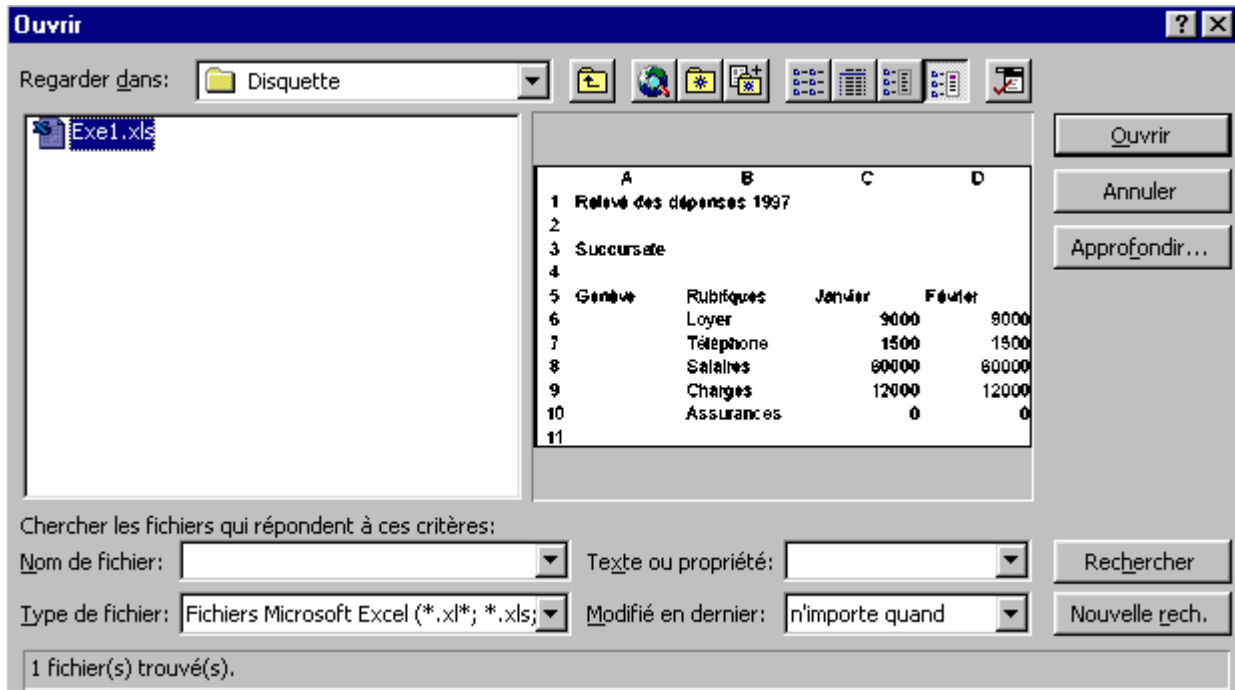 Ouvrir
Regarder dans: Disquette
Exe1.xls
Ouvrir
Annuler
Approfondir...
A B C D
1 Relevé des dépenses 1997
2
3 Succursale
4
5 Genève Rubriques Janvier Février
6 Loyer 9000 9000
7 Téléphone 1500 1500
8 Salaires 60000 60000
9 Charges 12000 12000
10 Assurances 0 0
11
Chercher les fichiers qui répondent à ces critères:
Nom de fichier: Texte ou propriété: Rechercher
Type de fichier: Fichiers Microsoft Excel (*.xl*; *.xls; Modifié en dernier: n'importe quand Nouvelle rech.
1 fichier(s) trouvé(s).